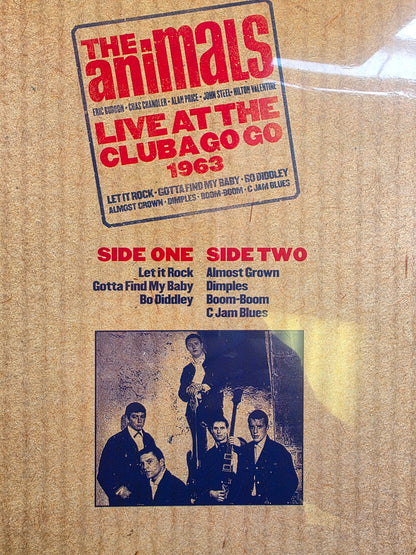 THE
animals
ERIC BURDON • CHAS CHANDLER • ALAN PRICE • JOHN STEEL • HILTON VALENTINE
LIVE AT THE
CLUB A GO GO
1963
LET IT ROCK • GOTTA FIND MY BABY • BO DIDDLEY
ALMOST GROWN • DIMPLES • BOOM-BOOM • C JAM BLUES
SIDE ONE
Let it Rock
Gotta Find My Baby
Bo Diddley
SIDE TWO
Almost Grown
Dimples
Boom-Boom
C Jam Blues